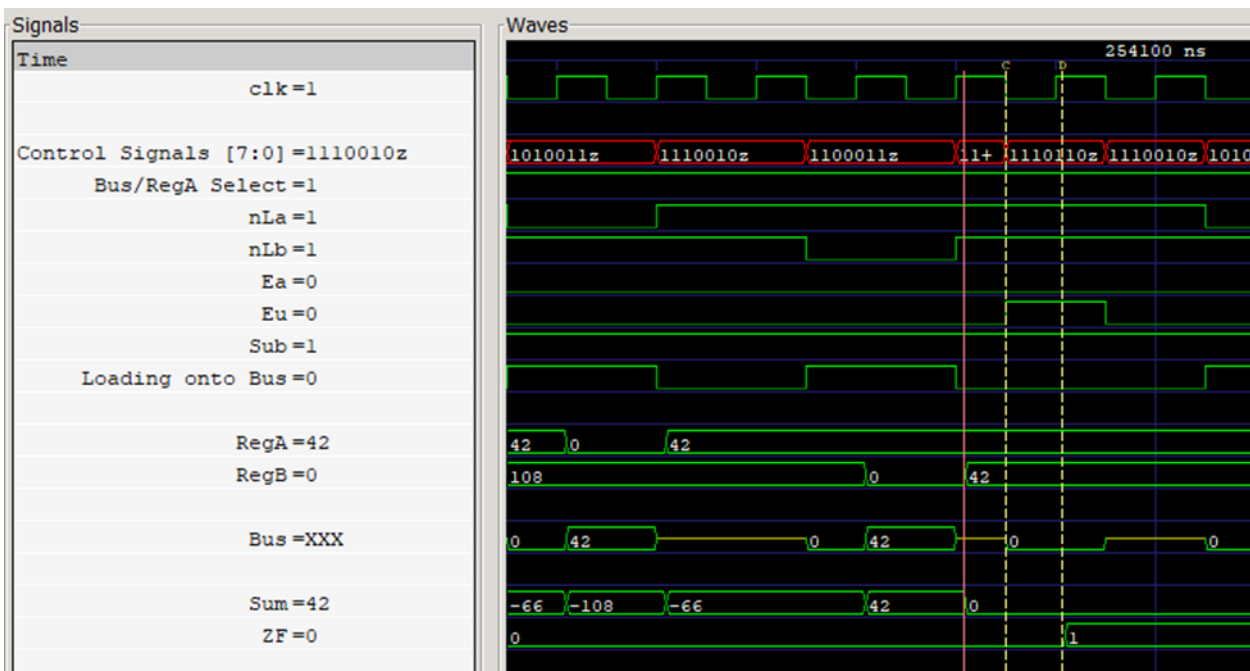 Signals
Waves
Time
254100 ns
C D
clk=1
Control Signals [7:0]=1110010z
1010011z 1110010z 1100011z 11+ 1110110z 1110010z 1010
Bus/RegA Select=1
nLa=1
nLb=1
Ea=0
Eu=0
Sub=1
Loading onto Bus=0
RegA=42
42 0 42
RegB=0
108 0 42
Bus=XXX
0 42 0 42 0 0
Sum=42
-66 -108 -66 42 0
ZF=0
0 1